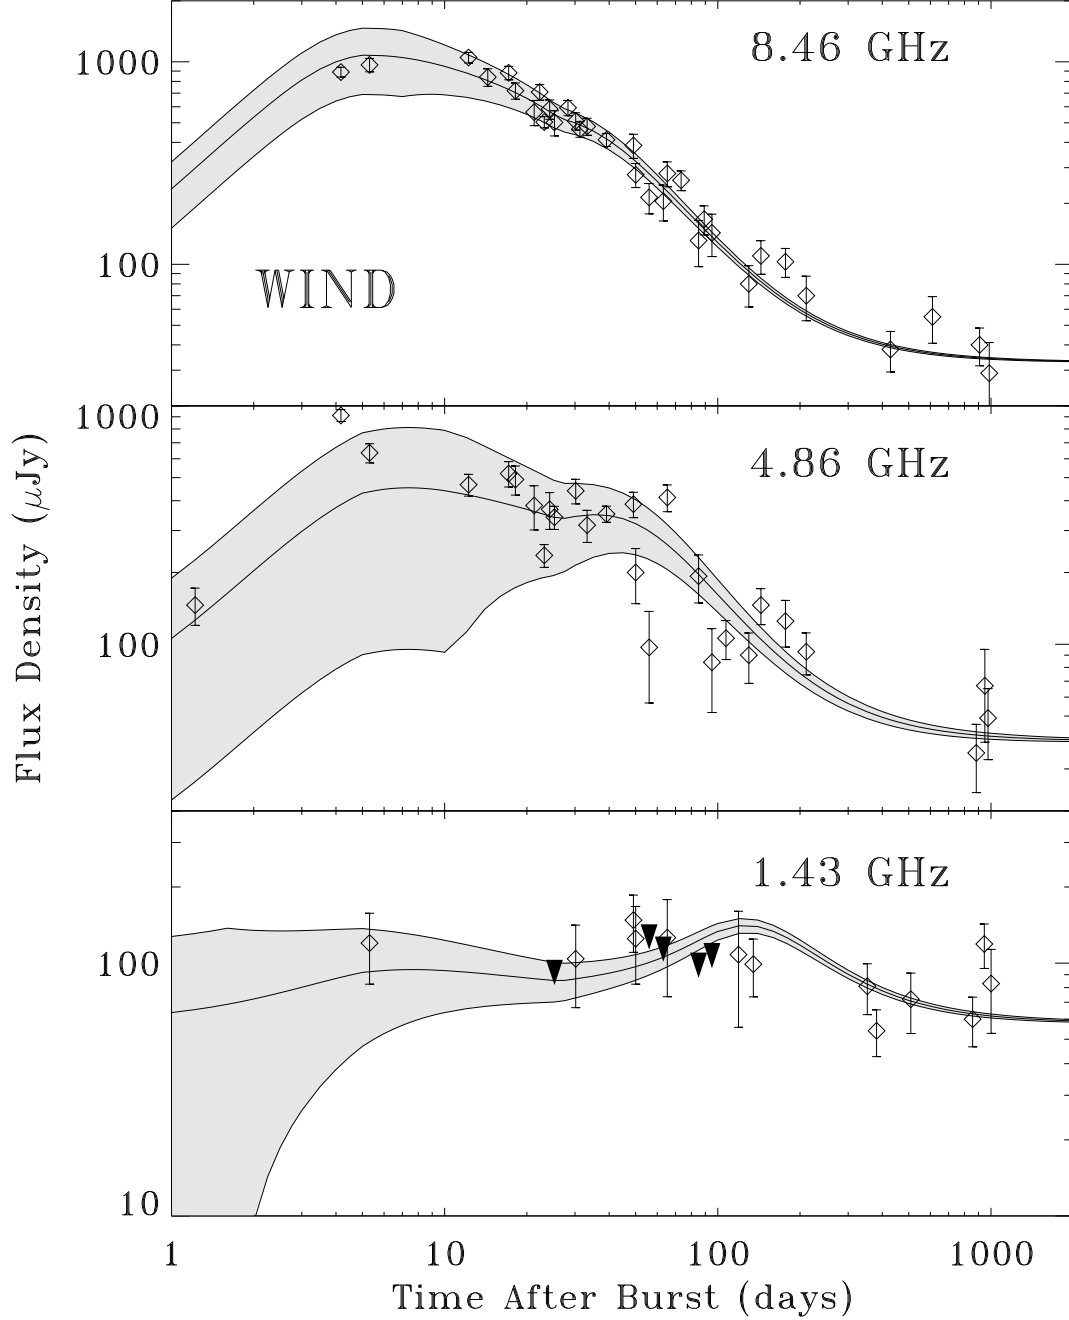 8.46 GHz
1000
100
WIND
1000
4.86 GHz
100
Flux Density (μJy)
1.43 GHz
100
10
1 10 100 1000
Time After Burst (days)